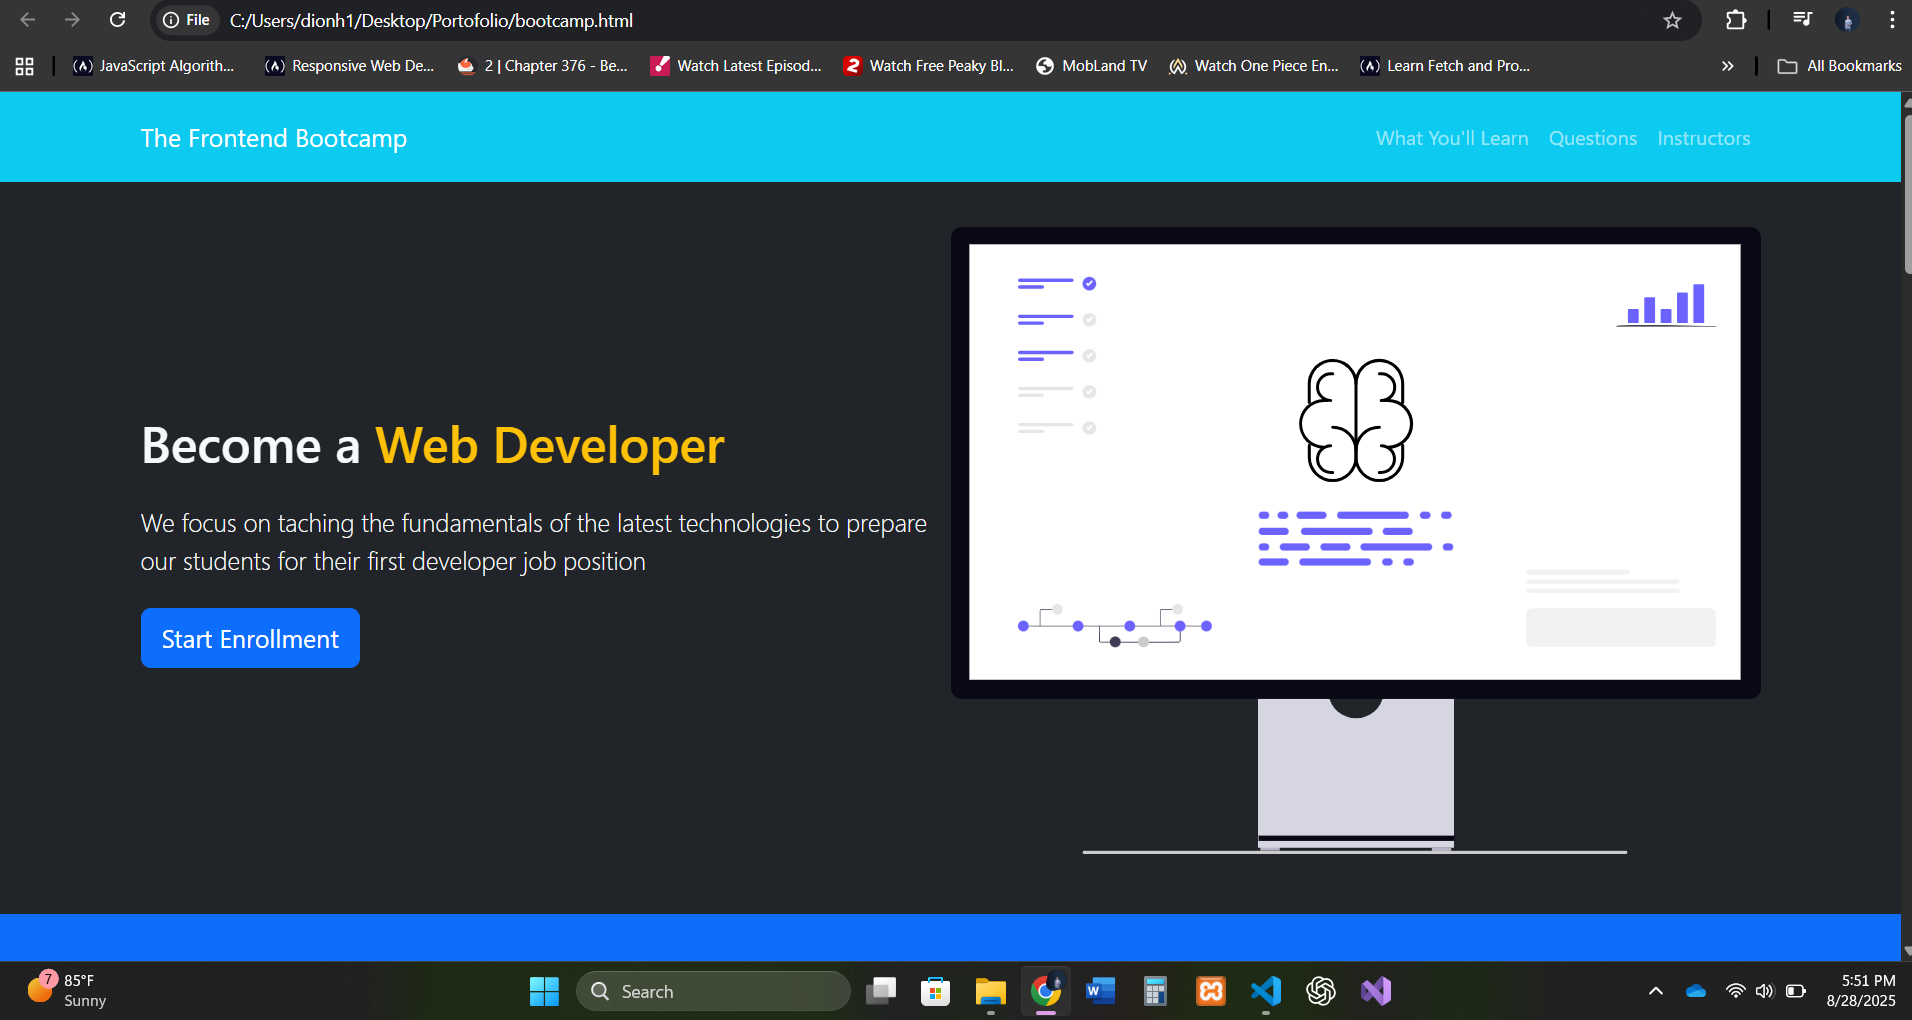 File C:/Users/dionh1/Desktop/Portofolio/bootcamp.html
JavaScript Algorith... Responsive Web De... 2 | Chapter 376 - Be... Watch Latest Episod... Watch Free Peaky Bl... MobLand TV Watch One Piece En... Learn Fetch and Pro... » All Bookmarks
The Frontend Bootcamp What You'll Learn Questions Instructors
Become a Web Developer
We focus on taching the fundamentals of the latest technologies to prepare
our students for their first developer job position
Start Enrollment
7 85°F
Sunny
Search
5:51 PM
8/28/2025